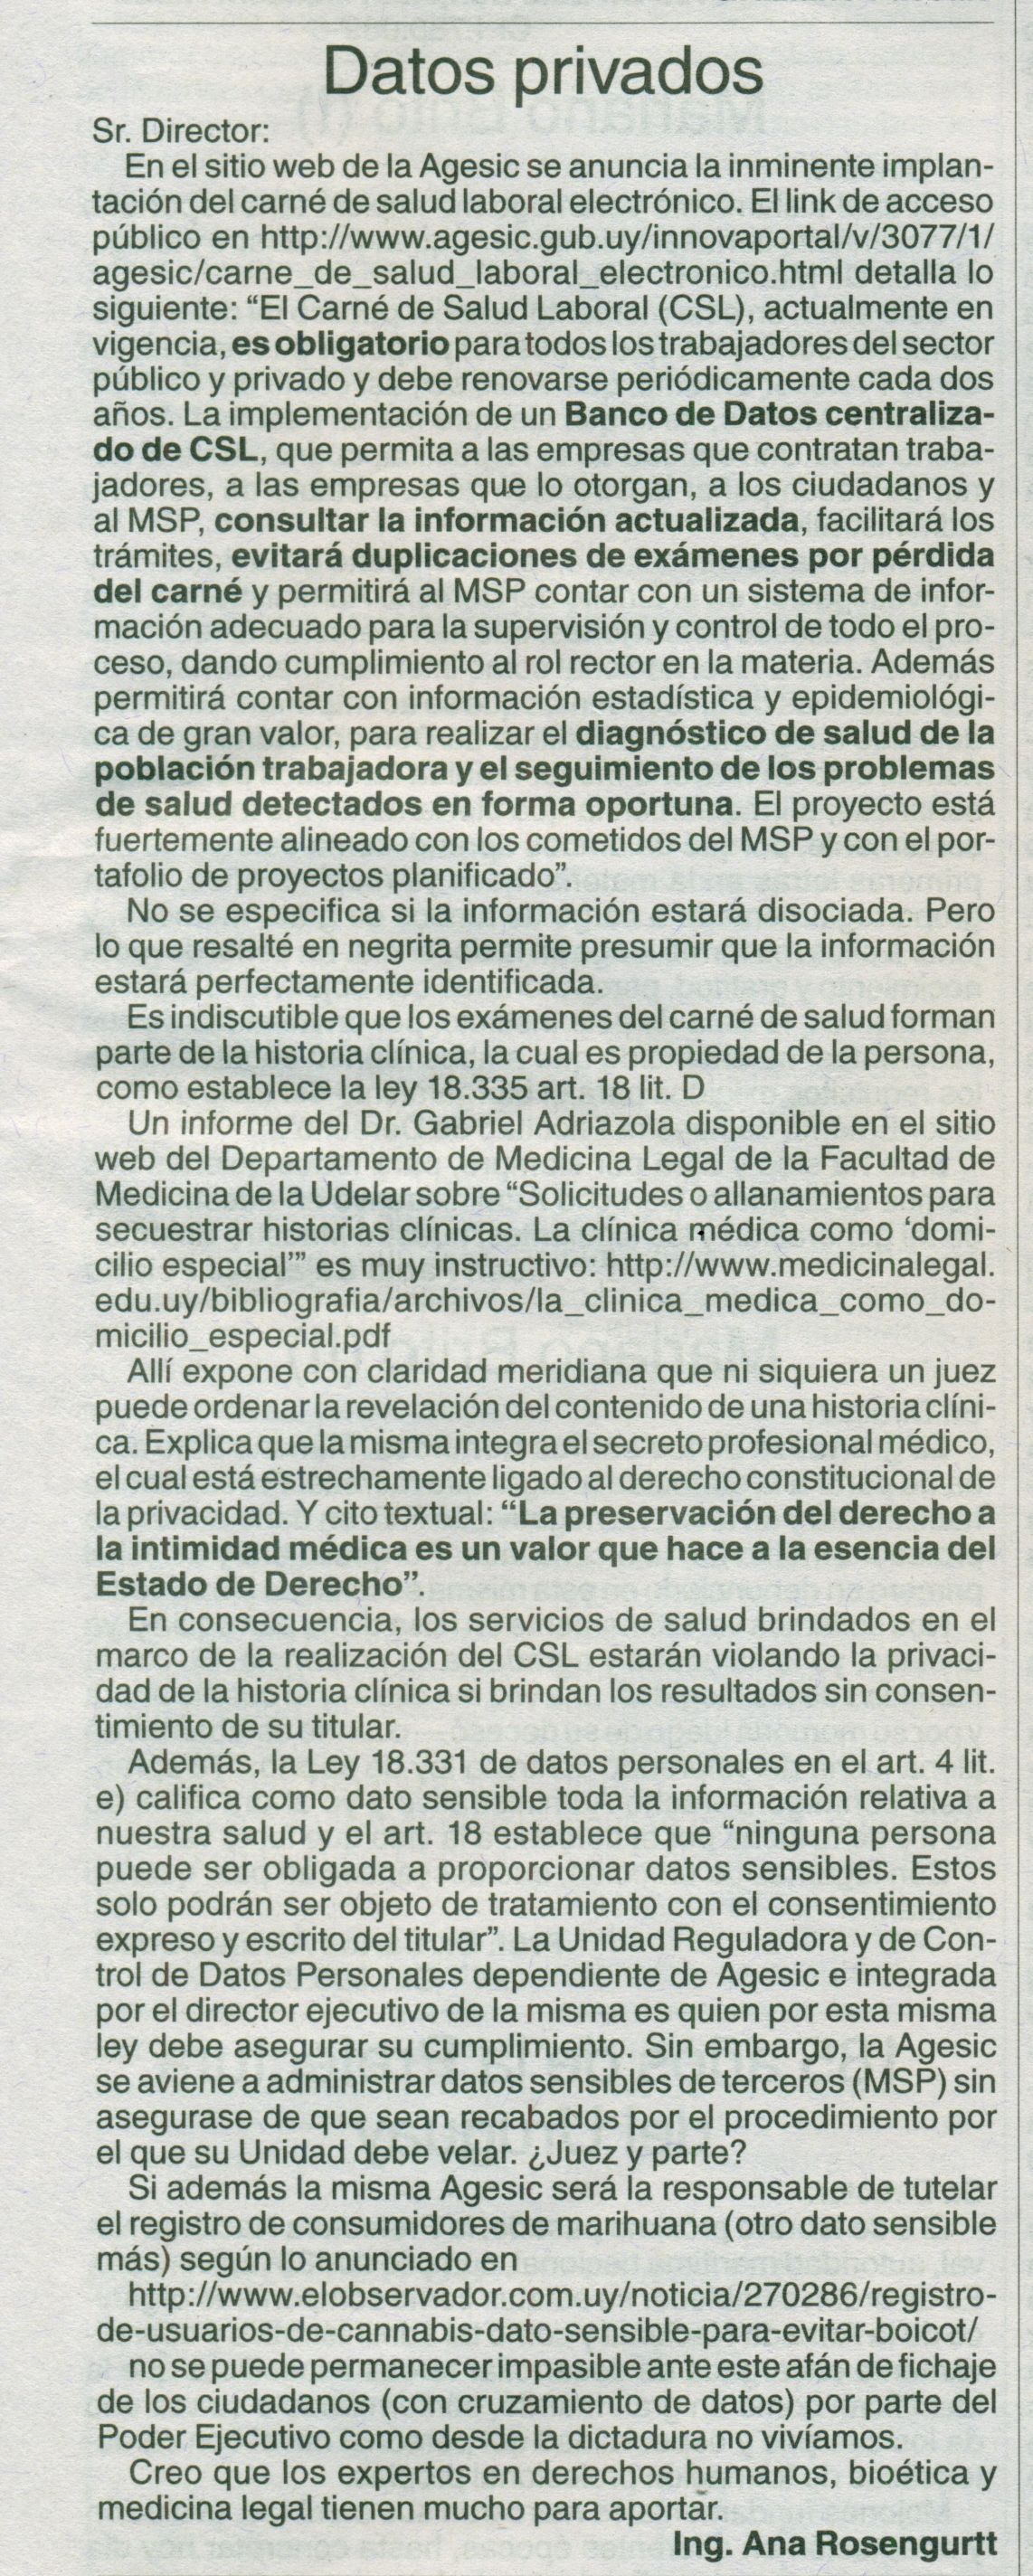 Datos privados
Sr. Director:
En el sitio web de la Agesic se anuncia la inminente implan-
tación del carné de salud laboral electrónico. El link de acceso
público en http://www.agesic.gub.uy/innovaportal/v/3077/1/
agesic/carne_de_salud_laboral_electronico.html detalla lo
siguiente: “El Carné de Salud Laboral (CSL), actualmente en
vigencia, es obligatorio para todos los trabajadores del sector
público y privado y debe renovarse periódicamente cada dos
años. La implementación de un Banco de Datos centraliza-
do de CSL, que permita a las empresas que contratan traba-
jadores, a las empresas que lo otorgan, a los ciudadanos y
al MSP, consultar la información actualizada, facilitará los
trámites, evitará duplicaciones de exámenes por pérdida
del carné y permitirá al MSP contar con un sistema de infor-
mación adecuado para la supervisión y control de todo el pro-
ceso, dando cumplimiento al rol rector en la materia. Además
permitirá contar con información estadística y epidemiológi-
ca de gran valor, para realizar el diagnóstico de salud de la
población trabajadora y el seguimiento de los problemas
de salud detectados en forma oportuna. El proyecto está
fuertemente alineado con los cometidos del MSP y con el por-
tafolio de proyectos planificado”.
No se especifica si la información estará disociada. Pero
lo que resalté en negrita permite presumir que la información
estará perfectamente identificada.
Es indiscutible que los exámenes del carné de salud forman
parte de la historia clínica, la cual es propiedad de la persona,
como establece la ley 18.335 art. 18 lit. D
Un informe del Dr. Gabriel Adriazola disponible en el sitio
web del Departamento de Medicina Legal de la Facultad de
Medicina de la Udelar sobre “Solicitudes o allanamientos para
secuestrar historias clínicas. La clínica médica como ‘domi-
cilio especial’” es muy instructivo: http://www.medicinalegal.
edu.uy/bibliografia/archivos/la_clinica_medica_como_do-
micilio_especial.pdf
Allí expone con claridad meridiana que ni siquiera un juez
puede ordenar la revelación del contenido de una historia clíni-
ca. Explica que la misma integra el secreto profesional médico,
el cual está estrechamente ligado al derecho constitucional de
la privacidad. Y cito textual: “La preservación del derecho a
la intimidad médica es un valor que hace a la esencia del
Estado de Derecho”.
En consecuencia, los servicios de salud brindados en el
marco de la realización del CSL estarán violando la privaci-
dad de la historia clínica si brindan los resultados sin consen-
timiento de su titular.
Además, la Ley 18.331 de datos personales en el art. 4 lit.
e) califica como dato sensible toda la información relativa a
nuestra salud y el art. 18 establece que “ninguna persona
puede ser obligada a proporcionar datos sensibles. Estos
solo podrán ser objeto de tratamiento con el consentimiento
expreso y escrito del titular”. La Unidad Reguladora y de Con-
trol de Datos Personales dependiente de Agesic e integrada
por el director ejecutivo de la misma es quien por esta misma
ley debe asegurar su cumplimiento. Sin embargo, la Agesic
se aviene a administrar datos sensibles de terceros (MSP) sin
asegurase de que sean recabados por el procedimiento por
el que su Unidad debe velar. ¿Juez y parte?
Si además la misma Agesic será la responsable de tutelar
el registro de consumidores de marihuana (otro dato sensible
más) según lo anunciado en
http://www.elobservador.com.uy/noticia/270286/registro-
de-usuarios-de-cannabis-dato-sensible-para-evitar-boicot/
no se puede permanecer impasible ante este afán de fichaje
de los ciudadanos (con cruzamiento de datos) por parte del
Poder Ejecutivo como desde la dictadura no vivíamos.
Creo que los expertos en derechos humanos, bioética y
medicina legal tienen mucho para aportar.
Ing. Ana Rosengurtt